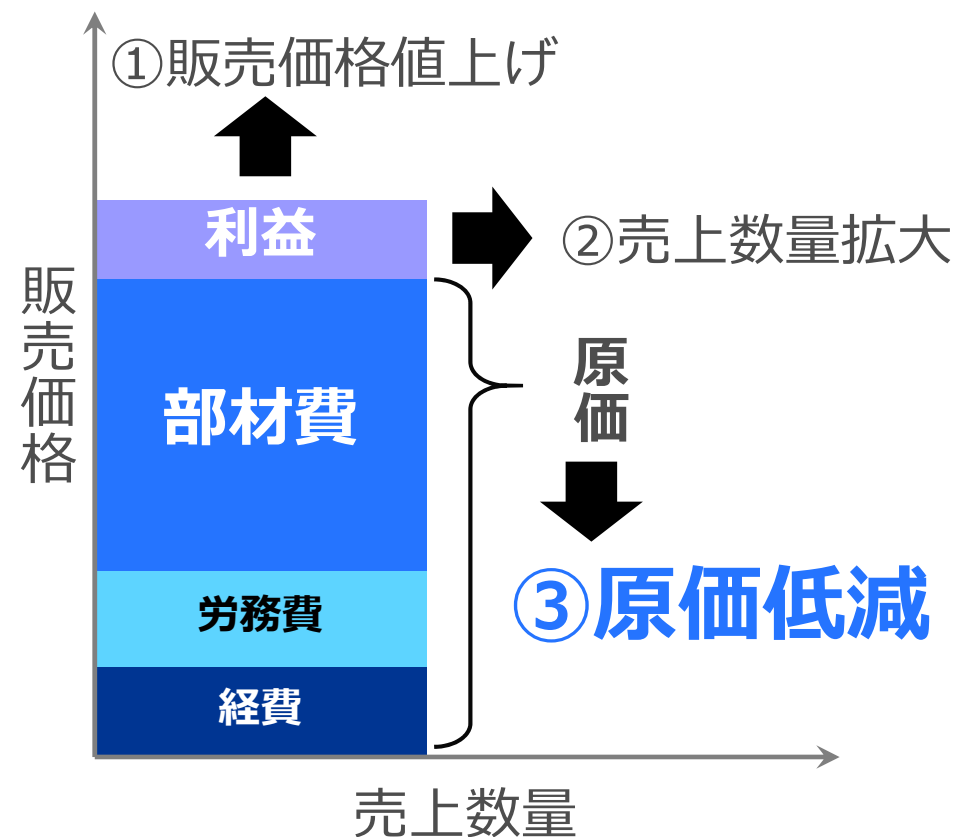 ①販売価格値上げ
利益
②売上数量拡大
販売価格
部材費
原価
③原価低減
労務費
経費
売上数量